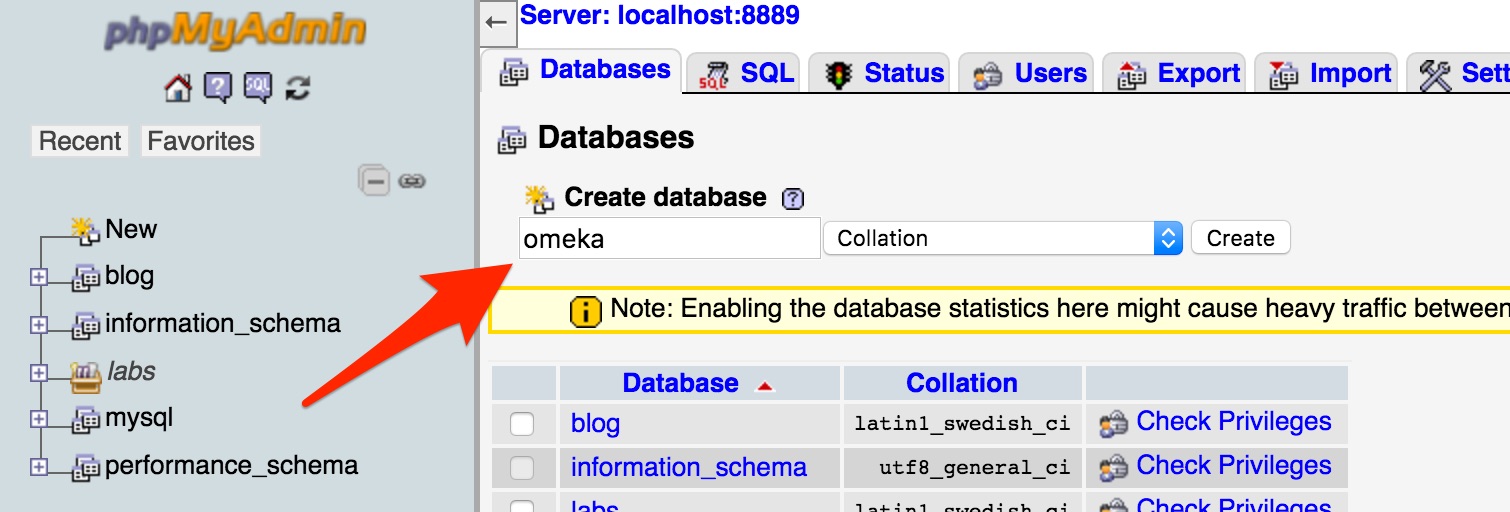 phpMyAdmin
Recent Favorites
New
blog
information_schema
labs
mysql
performance_schema
Server: localhost:8889
Databases SQL Status Users Export Import Sett
Databases
Create database
omeka Collation Create
Note: Enabling the database statistics here might cause heavy traffic between
Database Collation
blog latin1_swedish_ci Check Privileges
information_schema utf8_general_ci Check Privileges
labs latin1_swedish_ci Check Privileges